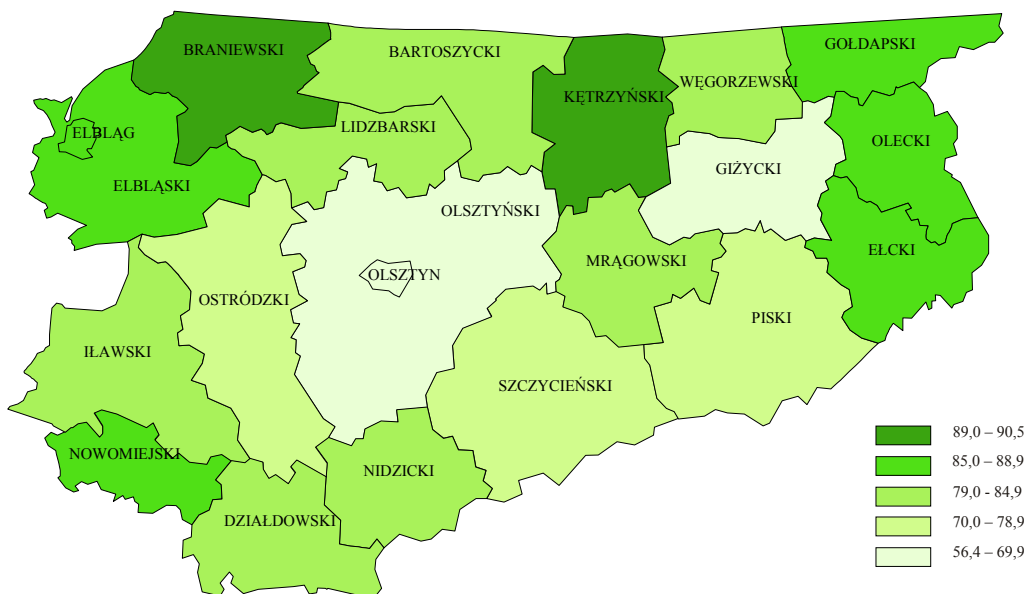 BRANIEWSKI
BARTOSZYCKI
GOŁDAPSKI
KĘTRZYŃSKI
WĘGORZEWSKI
ELBLĄG
LIDZBARSKI
OLECKI
ELBLĄSKI
GIŻYCKI
OLSZTYŃSKI
EŁCKI
MRĄGOWSKI
OLSZTYN
OSTRÓDZKI
PISKI
IŁAWSKI
SZCZYCIEŃSKI
NOWOMIEJSKI
NIDZICKI
DZIAŁDOWSKI
89,0 – 90,5
85,0 – 88,9
79,0 - 84,9
70,0 – 78,9
56,4 – 69,9